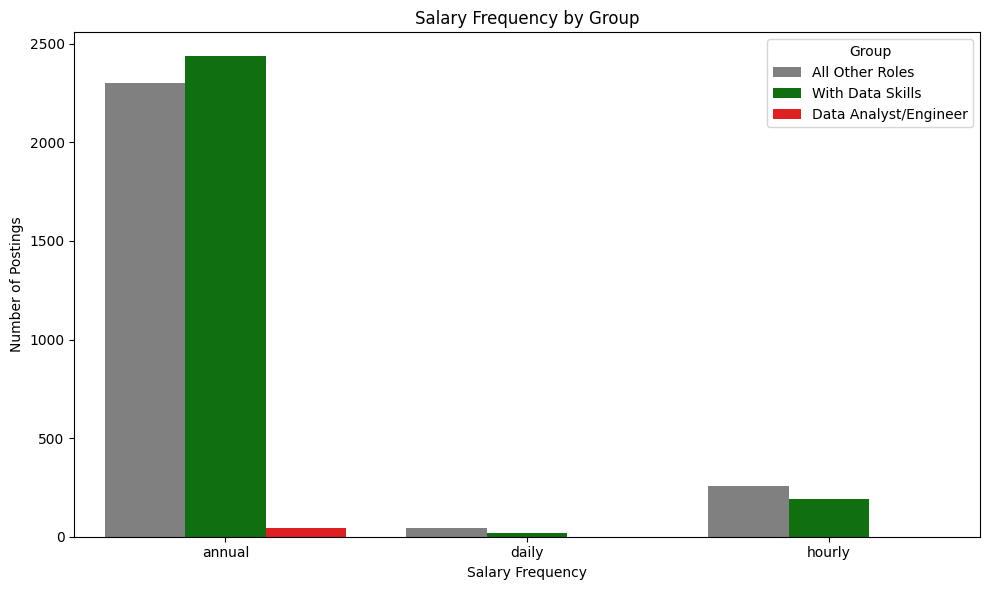 Salary Frequency by Group
Group
All Other Roles
With Data Skills
Data Analyst/Engineer
Number of Postings
2500
2000
1500
1000
500
0
annual
daily
hourly
Salary Frequency